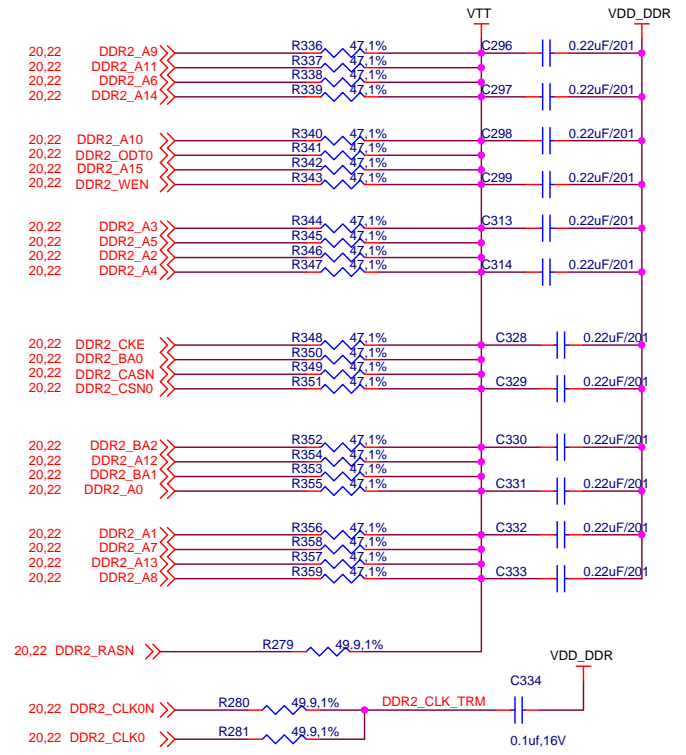 VTT VDD_DDR
20,22 DDR2_A9 R336 47,1% C296 0.22uF/201
20,22 DDR2_A11 R337 47,1%
20,22 DDR2_A6 R338 47,1%
20,22 DDR2_A14 R339 47,1% C297 0.22uF/201
20,22 DDR2_A10 R340 47,1% C298 0.22uF/201
20,22 DDR2_ODT0 R341 47,1%
20,22 DDR2_A15 R342 47,1%
20,22 DDR2_WEN R343 47,1% C299 0.22uF/201
20,22 DDR2_A3 R344 47,1% C313 0.22uF/201
20,22 DDR2_A5 R345 47,1%
20,22 DDR2_A2 R346 47,1%
20,22 DDR2_A4 R347 47,1% C314 0.22uF/201
20,22 DDR2_CKE R348 47,1% C328 0.22uF/201
20,22 DDR2_BA0 R350 47,1%
20,22 DDR2_CASN R349 47,1%
20,22 DDR2_CSN0 R351 47,1% C329 0.22uF/201
20,22 DDR2_BA2 R352 47,1% C330 0.22uF/201
20,22 DDR2_A12 R354 47,1%
20,22 DDR2_BA1 R353 47,1%
20,22 DDR2_A0 R355 47,1% C331 0.22uF/201
20,22 DDR2_A1 R356 47,1% C332 0.22uF/201
20,22 DDR2_A7 R358 47,1%
20,22 DDR2_A13 R357 47,1%
20,22 DDR2_A8 R359 47,1% C333 0.22uF/201
20,22 DDR2_RASN R279 49.9,1%
VDD_DDR
C334
20,22 DDR2_CLK0N R280 49.9,1% DDR2_CLK_TRM
20,22 DDR2_CLK0 R281 49.9,1% 0.1uf,16V